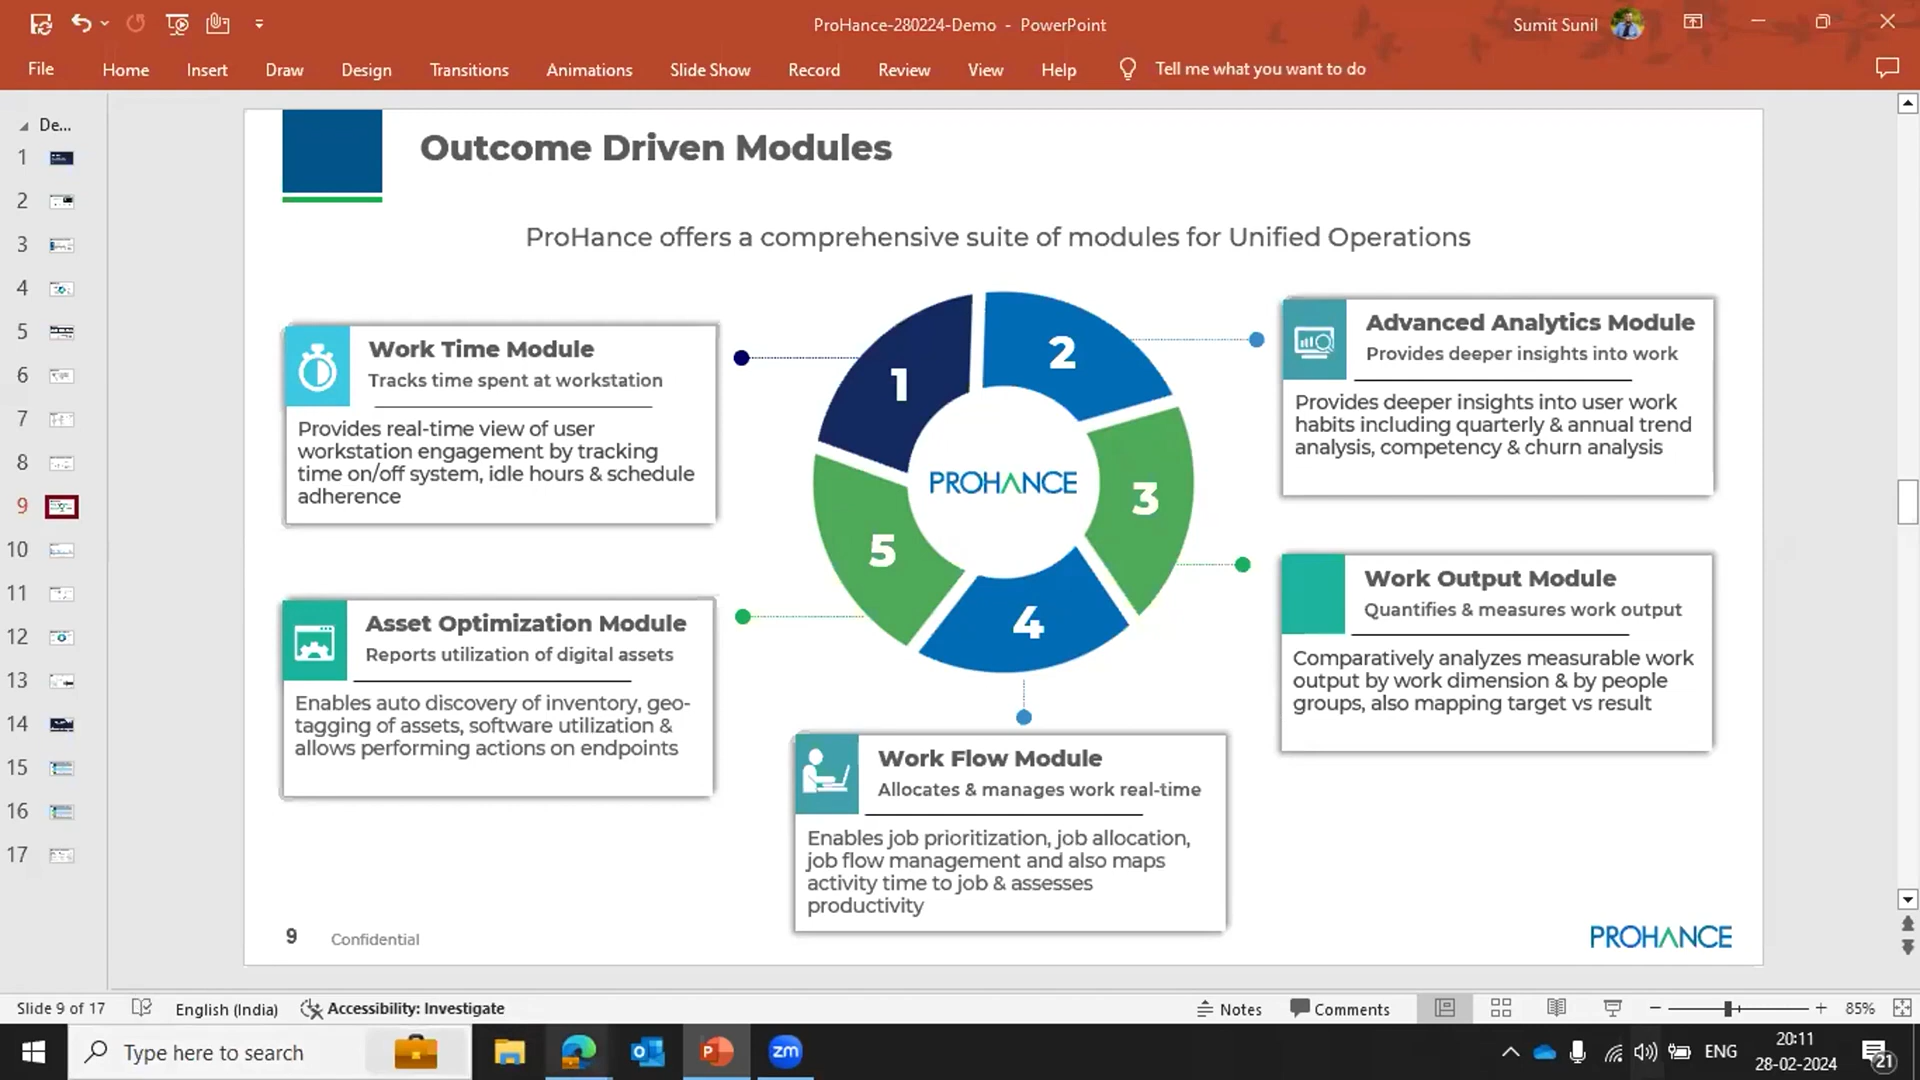 ProHance-280224-Demo - PowerPoint
Sumit Sunil
File
Home
Insert
Draw
Design
Transitions
Animations
Slide Show
Record
Review
View
Help
Tell me what you want to do
De...
1
2
3
4
5
6
7
8
9
10
11
12
13
14
15
16
17
Outcome Driven Modules
ProHance offers a comprehensive suite of modules for Unified Operations
Work Time Module
Tracks time spent at workstation
Provides real-time view of user
workstation engagement by tracking
time on/off system, idle hours & schedule
adherence
Asset Optimization Module
Reports utilization of digital assets
Enables auto discovery of inventory, geo-
tagging of assets, software utilization &
allows performing actions on endpoints
1
2
3
4
5
PROHANCE
Advanced Analytics Module
Provides deeper insights into work
Provides deeper insights into user work
habits including quarterly & annual trend
analysis, competency & churn analysis
Work Output Module
Quantifies & measures work output
Comparatively analyzes measurable work
output by work dimension & by people
groups, also mapping target vs result
Work Flow Module
Allocates & manages work real-time
Enables job prioritization, job allocation,
job flow management and also maps
activity time to job & assesses
productivity
9
Confidential
PROHANCE
Slide 9 of 17
English (India)
Accessibility: Investigate
Notes
Comments
85%
Type here to search
zm
ENG
20:11
28-02-2024
21